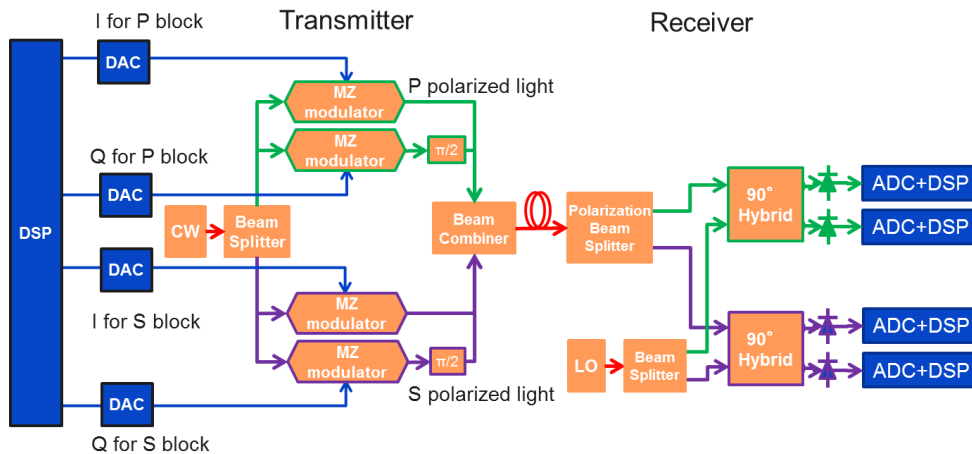 Transmitter
Receiver
I for P block
DAC
MZ
modulator
P polarized light
MZ
modulator
π/2
Q for P block
DAC
DSP
CW
Beam
Splitter
Beam
Combiner
Polarization
Beam
Splitter
90°
Hybrid
ADC+DSP
ADC+DSP
DAC
I for S block
MZ
modulator
MZ
modulator
π/2
S polarized light
DAC
Q for S block
LO
Beam
Splitter
90°
Hybrid
ADC+DSP
ADC+DSP